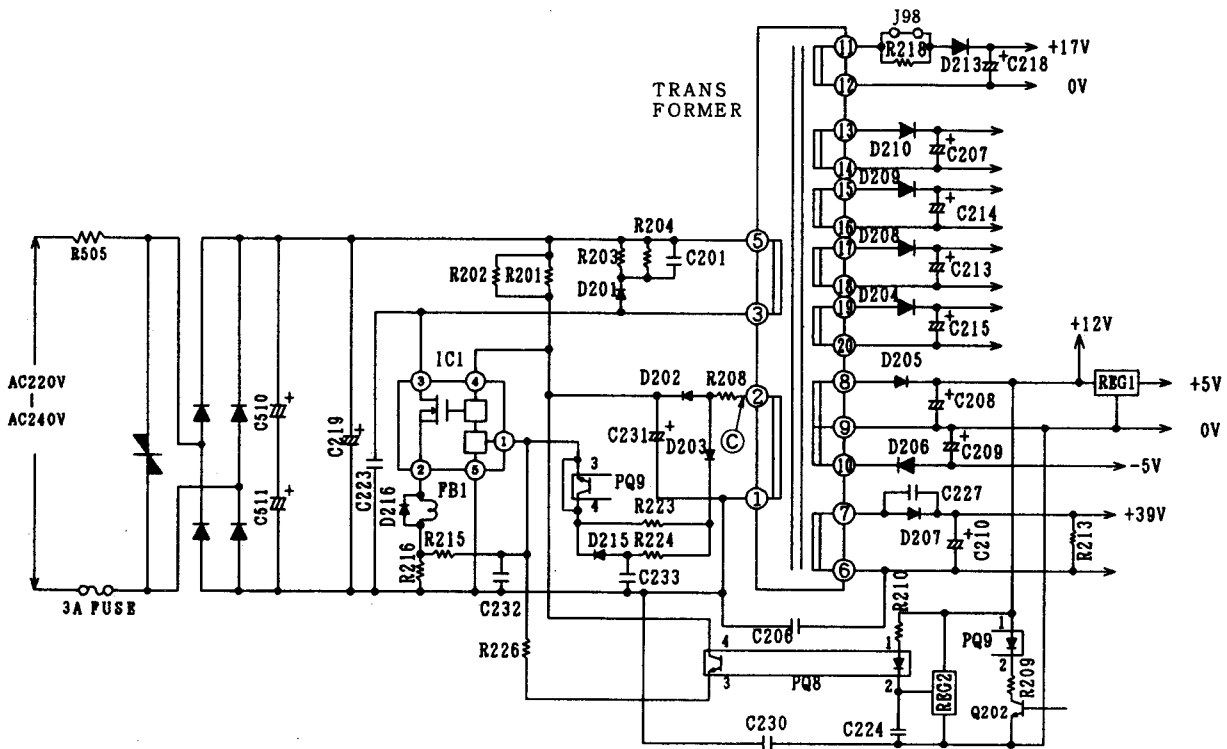 J98
11
R218
D213
+
C218
+17V
12
0V
TRANS
FORMER
13
D210
+
C207
14
D209
15
+
C214
16
D208
17
+
C213
18
D204
19
+
C215
20
R505
R204
R203
C201
5
R202
R201
D201
3
+12V
IC1
3
4
D202
R208
2
D205
8
REG1
+5V
AC220V
AC240V
C510
+
C219
+
C231
+
D203
C
+
C208
9
0V
1
+
C209
D206
10
-5V
2
5
3
PQ9
4
1
C511
+
C223
D216
FB1
C227
7
+39V
R223
D207
+
C210
R213
R215
D215
R224
R216
C233
6
3A FUSE
C232
R210
C206
R226
4
3
PQ8
1
2
REG2
1
PQ9
2
R209
Q202
C230
C224